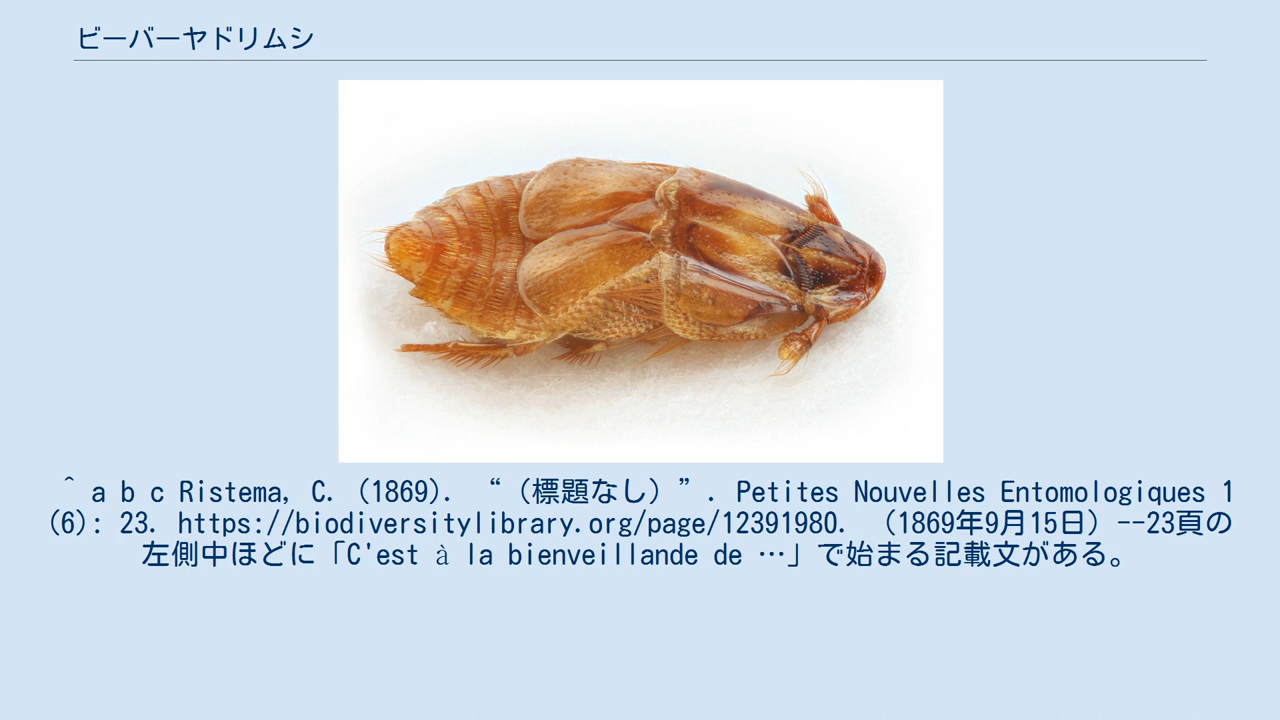 ビーバーヤドリムシ
^ a b c Ristema, C. (1869). “（標題なし）”. Petites Nouvelles Entomologiques 1
(6): 23. https://biodiversitylibrary.org/page/12391980. （1869年9月15日）--23頁の
左側中ほどに「C'est à la bienveillande de …」で始まる記載文がある。